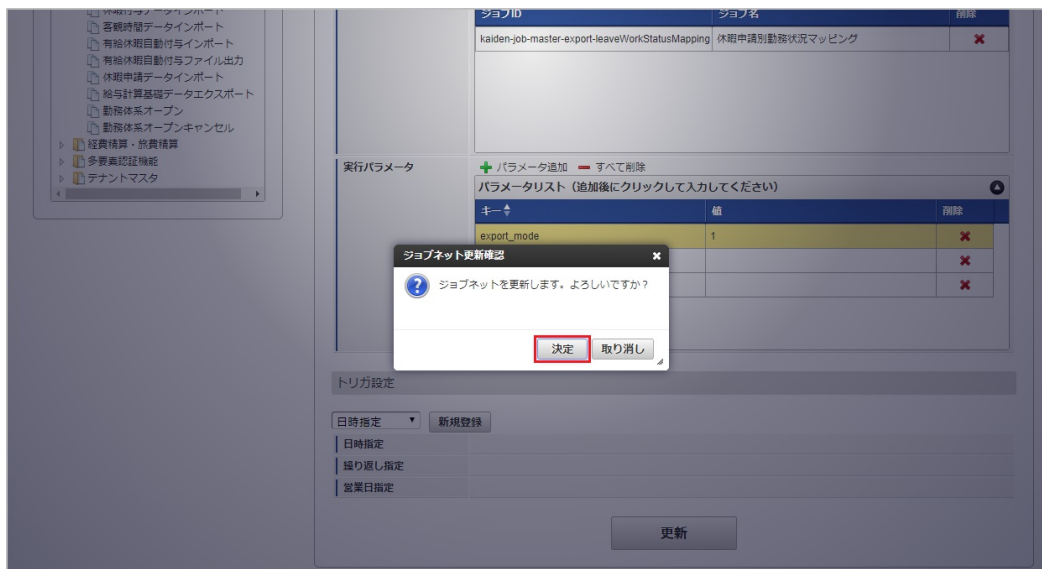 休暇付与データインポート
客観時間データインポート
有給休暇自動付与インポート
有給休暇自動付与ファイル出力
休暇申請データインポート
給与計算基礎データエクスポート
勤務体系オープン
勤務体系オープンキャンセル
経費精算・旅費精算
多要素認証機能
テナントマスタ
ジョブID ジョブ名 削除
kaiden-job-master-export-leaveWorkStatusMapping 休暇申請別勤務状況マッピング
実行パラメータ
パラメータ追加 すべて削除
パラメータリスト（追加後にクリックして入力してください）
キー 値 削除
export_mode 1
ジョブネット更新確認
ジョブネットを更新します。よろしいですか?
決定 取り消し
トリガ設定
日時指定 新規登録
日時指定
繰り返し指定
営業日指定
更新